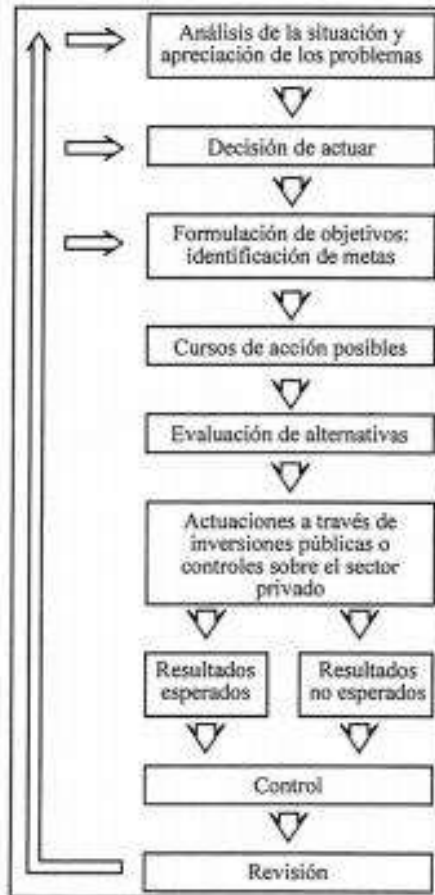 Análisis de la situación y
apreciación de los problemas
Decisión de actuar
Formulación de objetivos:
identificación de metas
Cursos de acción posibles
Evaluación de alternativas
Actuaciones a través de
inversiones públicas o
controles sobre el sector
privado
Resultados
esperados
Resultados
no esperados
Control
Revisión